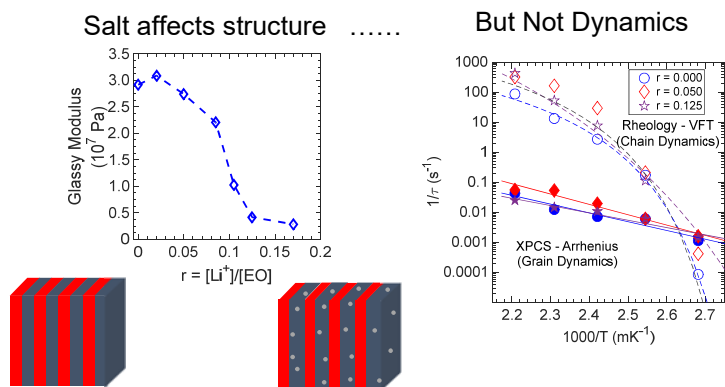 Salt affects structure ...... But Not Dynamics
3.5
3.0
2.5
2.0
1.5
1.0
0.5
0.0
Glassy Modulus
(10⁷ Pa)
0 0.05 0.1 0.15 0.2
r = [Li⁺]/[EO]
1000
100
10
1
0.1
0.01
0.001
0.0001
1/τ (s⁻¹)
r = 0.000
r = 0.050
r = 0.125
Rheology - VFT
(Chain Dynamics)
XPCS - Arrhenius
(Grain Dynamics)
2.2 2.3 2.4 2.5 2.6 2.7
1000/T (mK⁻¹)